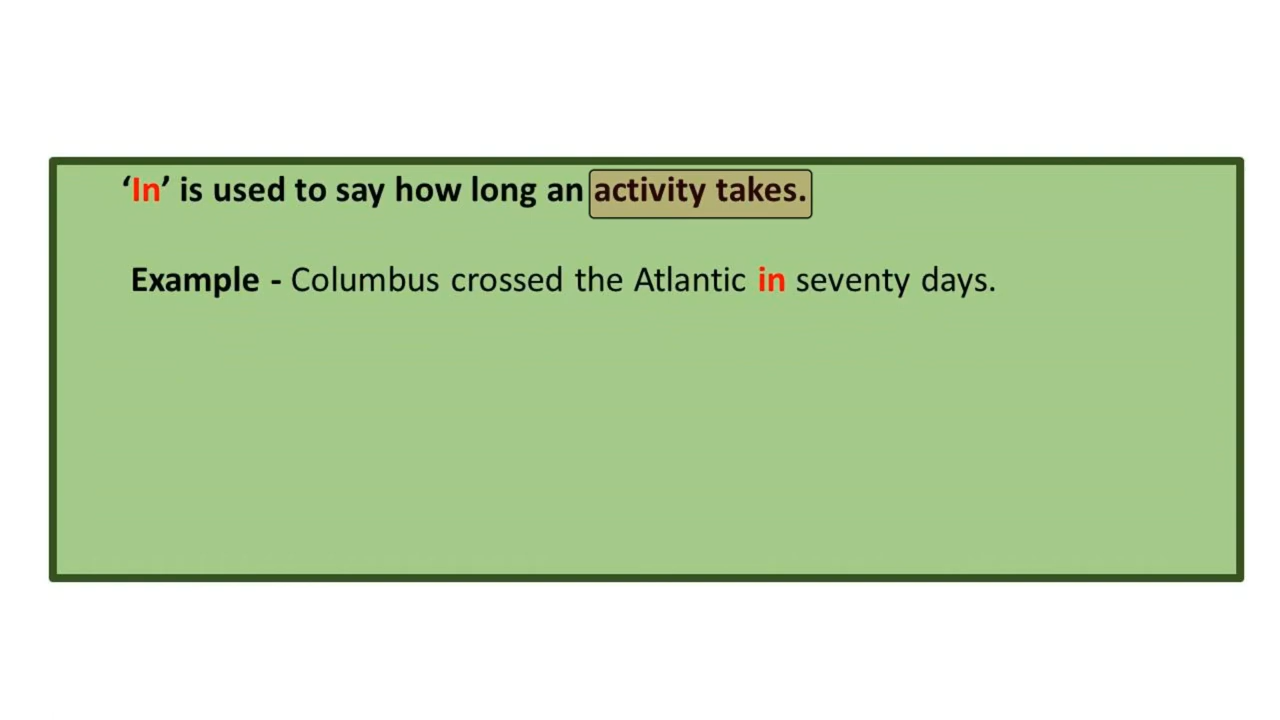 ‘In’ is used to say how long an activity takes.
Example - Columbus crossed the Atlantic in seventy days.